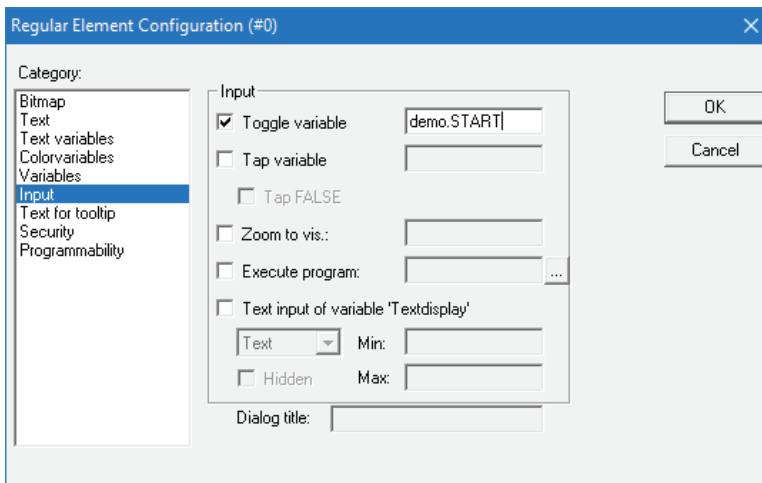 Regular Element Configuration (#0)
Category:
Bitmap
Text
Text variables
Colorvariables
Variables
Input
Text for tooltip
Security
Programmability
Input
Toggle variable demo.START
Tap variable
Tap FALSE
Zoom to vis.:
Execute program: ...
Text input of variable 'Textdisplay'
Text Min:
Hidden Max:
Dialog title:
OK
Cancel